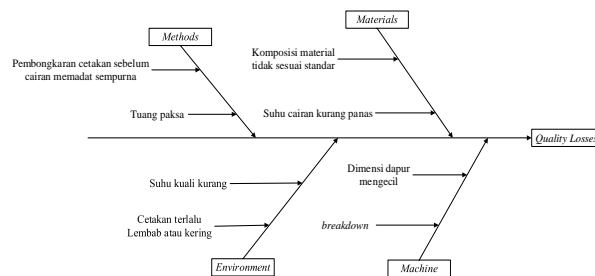 Methods
Materials
Pembongkaran cetakan sebelum
cairan memadat sempurna
Komposisi material
tidak sesuai standar
Tuang paksa
Suhu cairan kurang panas
Quality Losses
Suhu kuali kurang
Dimensi dapur
mengecil
Cetakan terlalu
Lembab atau kering
breakdown
Environment
Machine